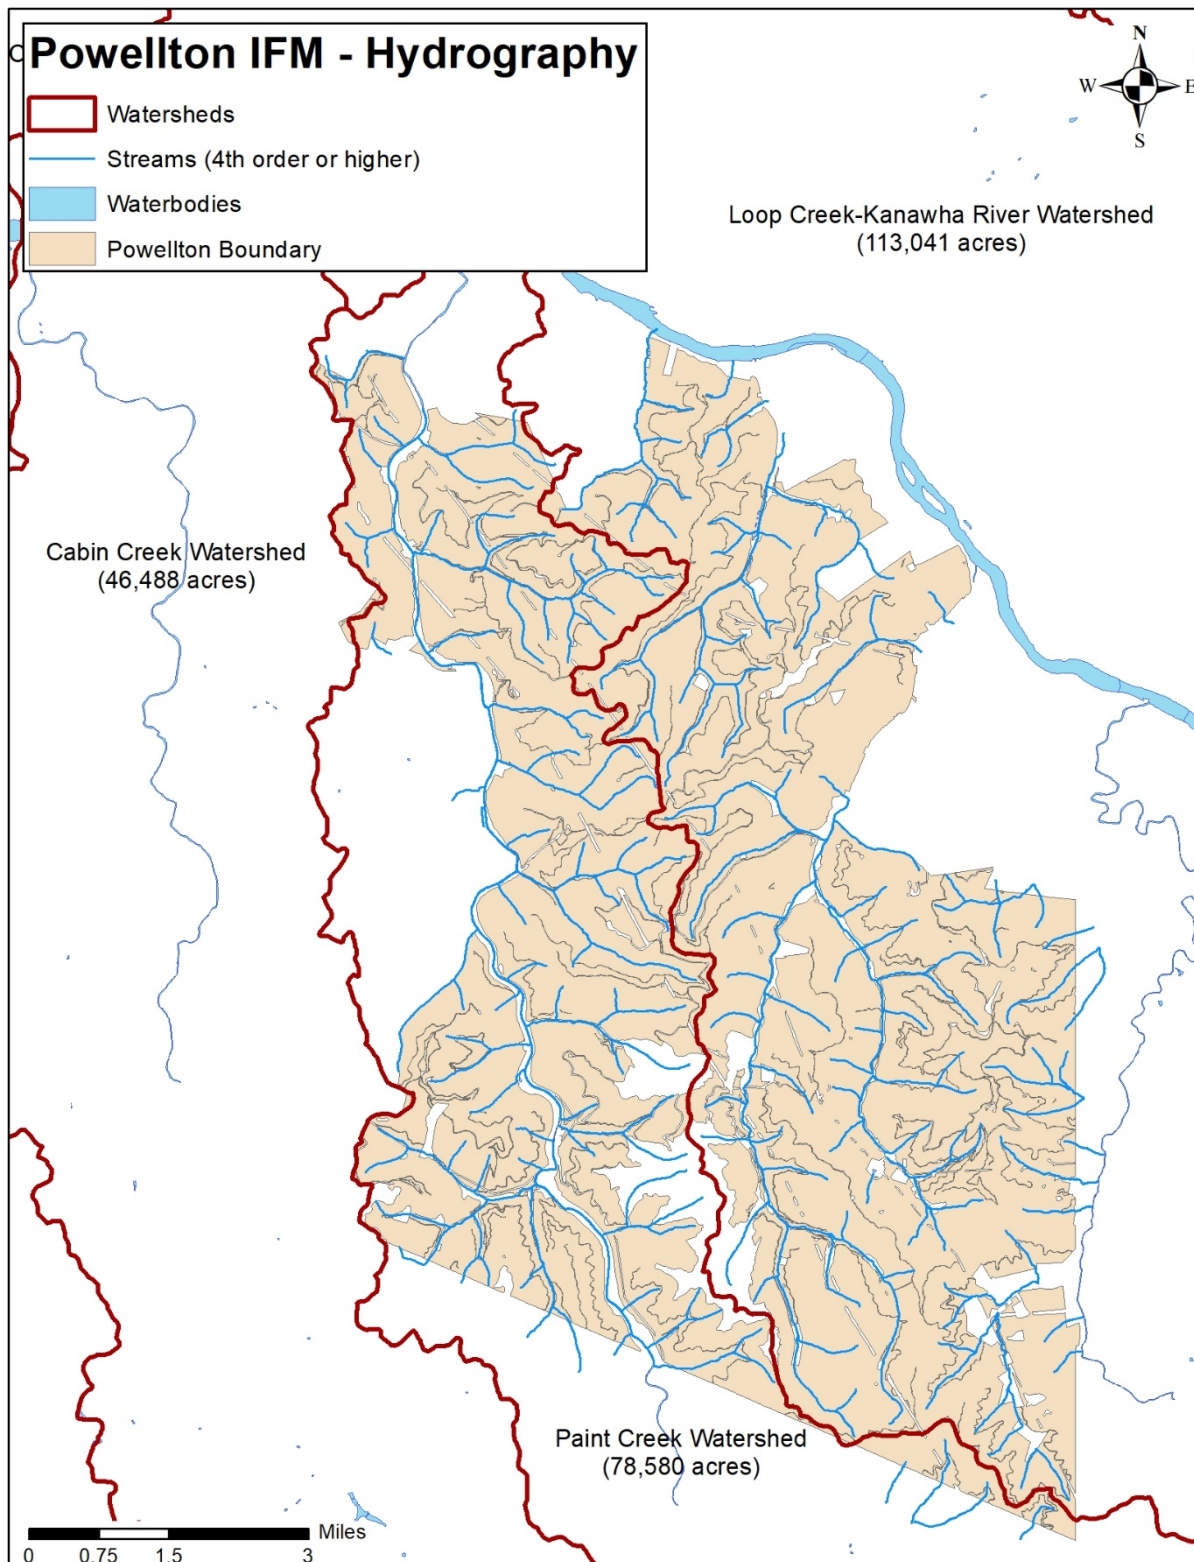 Powellton IFM - Hydrography
Watersheds
Streams (4th order or higher)
Waterbodies
Powellton Boundary
N
W E
S
Loop Creek-Kanawha River Watershed
(113,041 acres)
Cabin Creek Watershed
(46,488 acres)
Paint Creek Watershed
(78,580 acres)
Miles
0 0.75 1.5 3